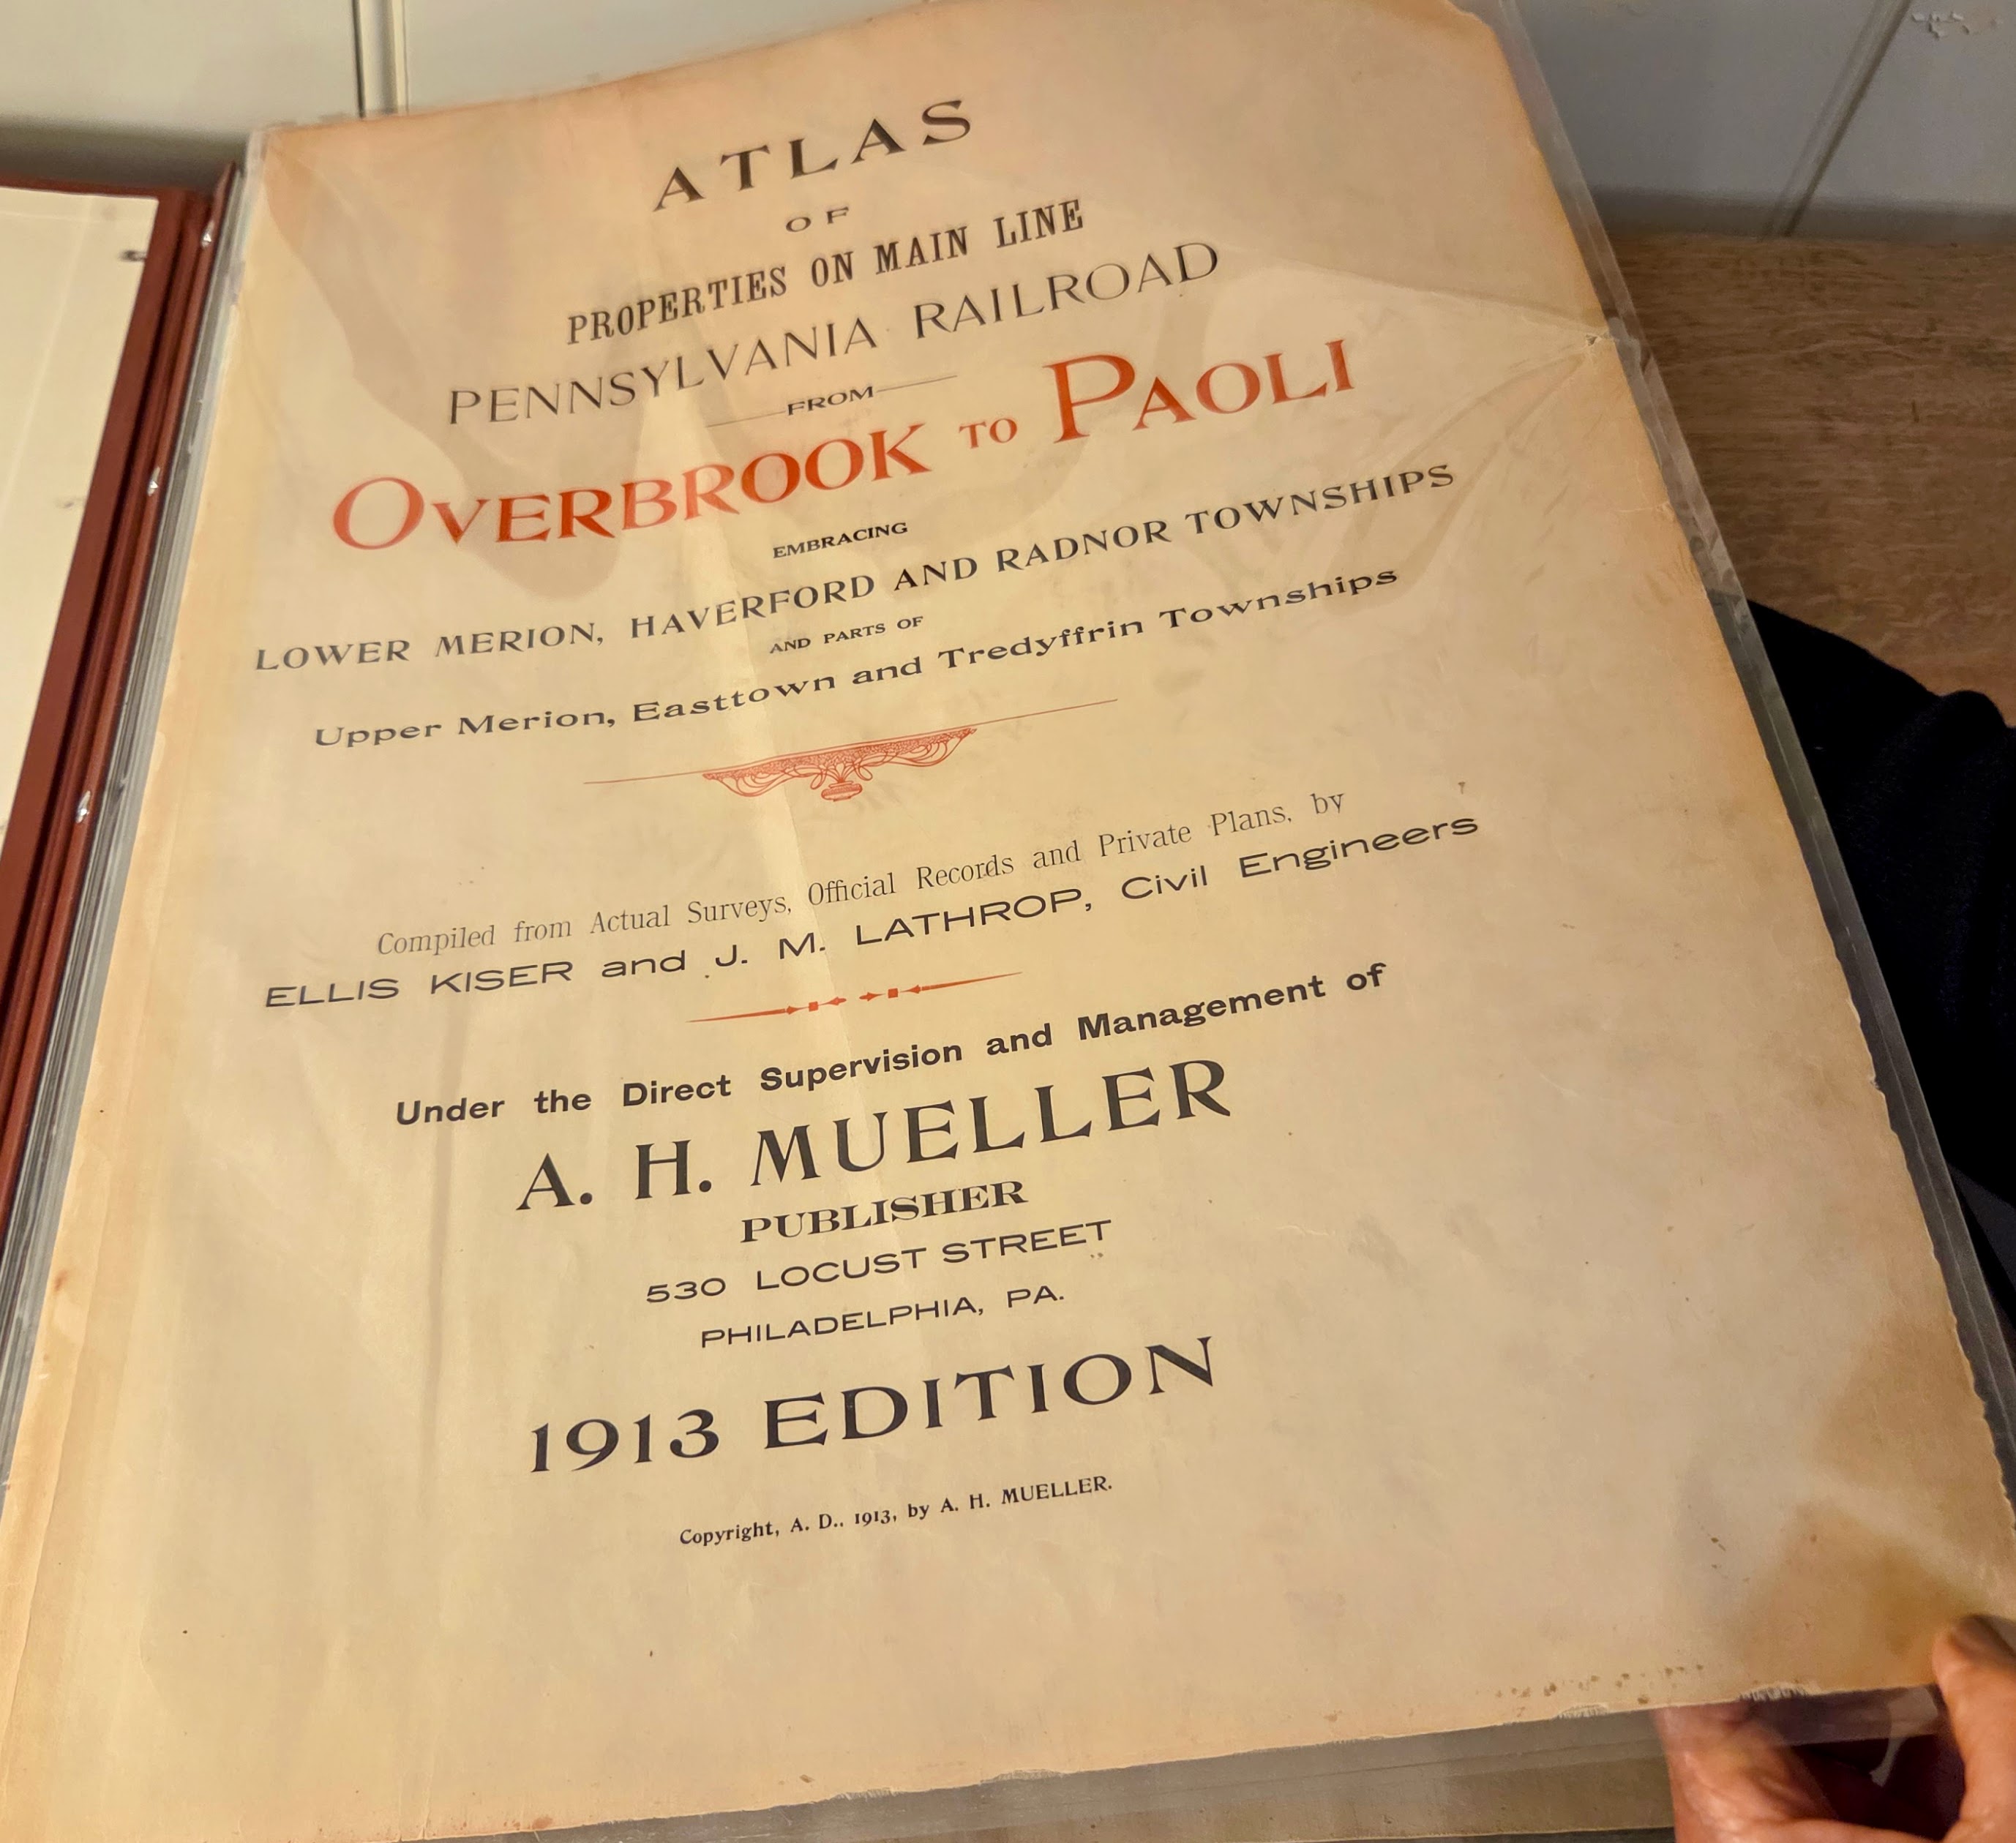 ATLAS
OF
PROPERTIES ON MAIN LINE
PENNSYLVANIA RAILROAD
FROM
OVERBROOK TO PAOLI
EMBRACING
LOWER MERION, HAVERFORD AND RADNOR TOWNSHIPS
AND PARTS OF
Upper Merion, Easttown and Tredyffrin Townships
Compiled from Actual Surveys, Official Records and Private Plans, by
ELLIS KISER and J. M. LATHROP, Civil Engineers
Under the Direct Supervision and Management of
A. H. MUELLER
PUBLISHER
530 LOCUST STREET
PHILADELPHIA, PA.
1913 EDITION
Copyright, A. D., 1913, by A. H. MUELLER.